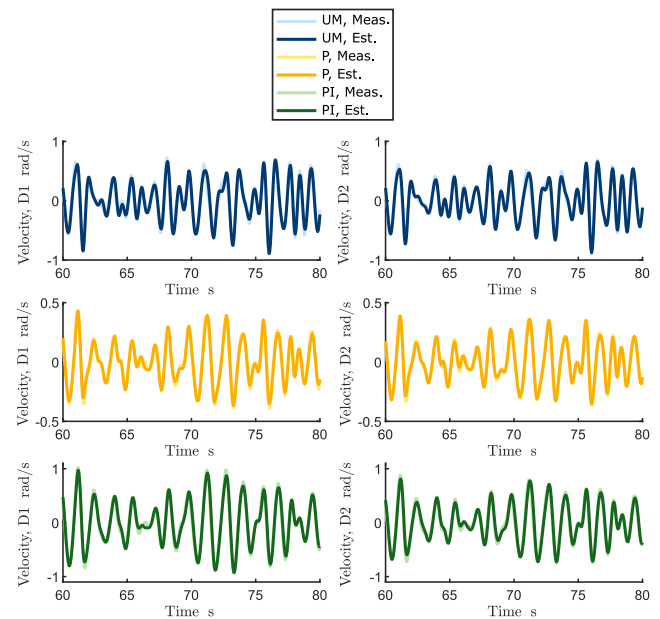 UM, Meas.
UM, Est.
P, Meas.
P, Est.
PI, Meas.
PI, Est.
Velocity, D1 rad/s
1
0
-1
60 65 70 75 80
Time s
Velocity, D2 rad/s
1
0
-1
60 65 70 75 80
Time s
Velocity, D1 rad/s
0.5
0
-0.5
60 65 70 75 80
Time s
Velocity, D2 rad/s
0.5
0
-0.5
60 65 70 75 80
Time s
Velocity, D1 rad/s
1
0
-1
60 65 70 75 80
Time s
Velocity, D2 rad/s
1
0
-1
60 65 70 75 80
Time s